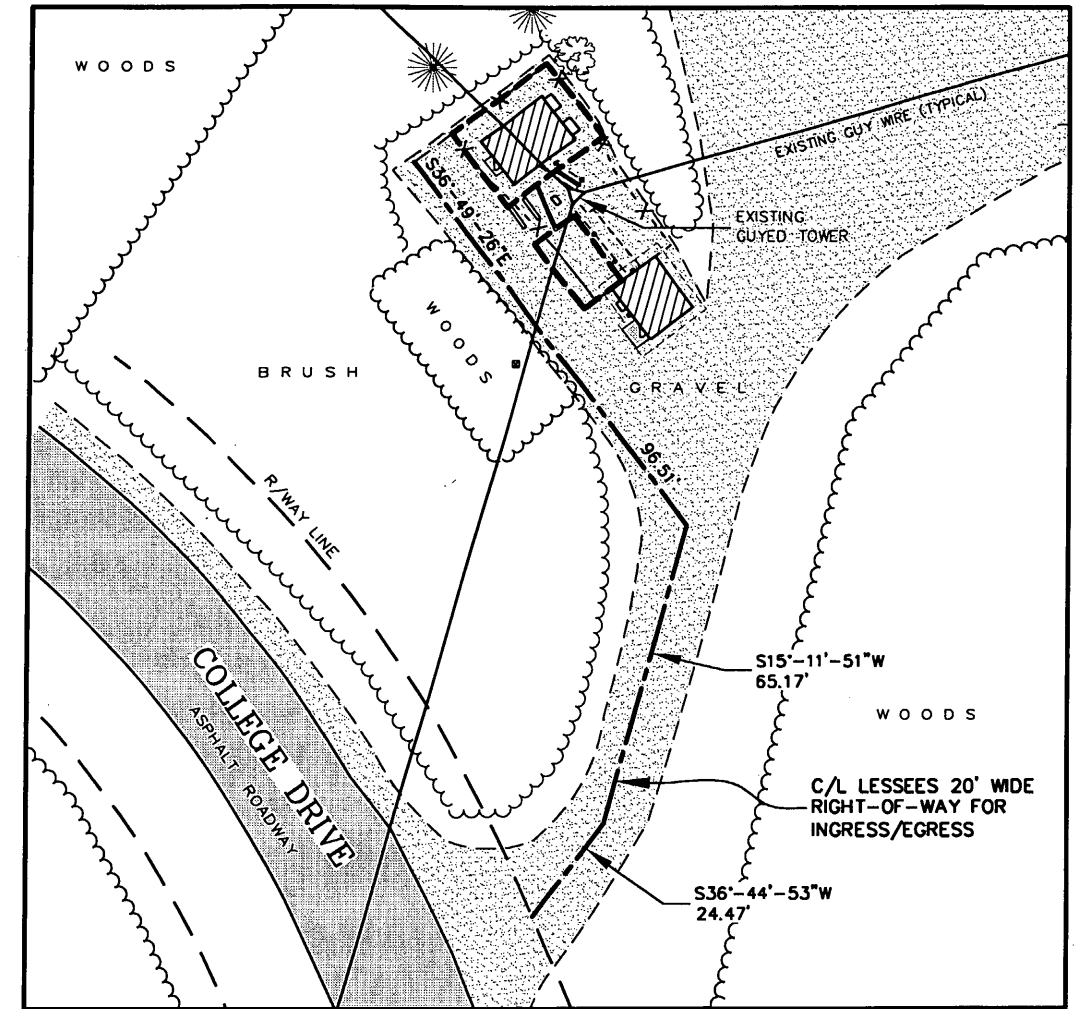 WOODS
EXISTING GUY WIRE (TYPICAL)
S36°-49'-26"E
D
EXISTING
GUYED TOWER
WOODS
BRUSH
GRAVEL
96.51'
R/WAY LINE
S15°-11'-51"W
65.17'
COLLEGE DRIVE
ASPHALT ROADWAY
WOODS
C/L LESSEES 20' WIDE
RIGHT-OF-WAY FOR
INGRESS/EGRESS
S36°-44'-53"W
24.47'